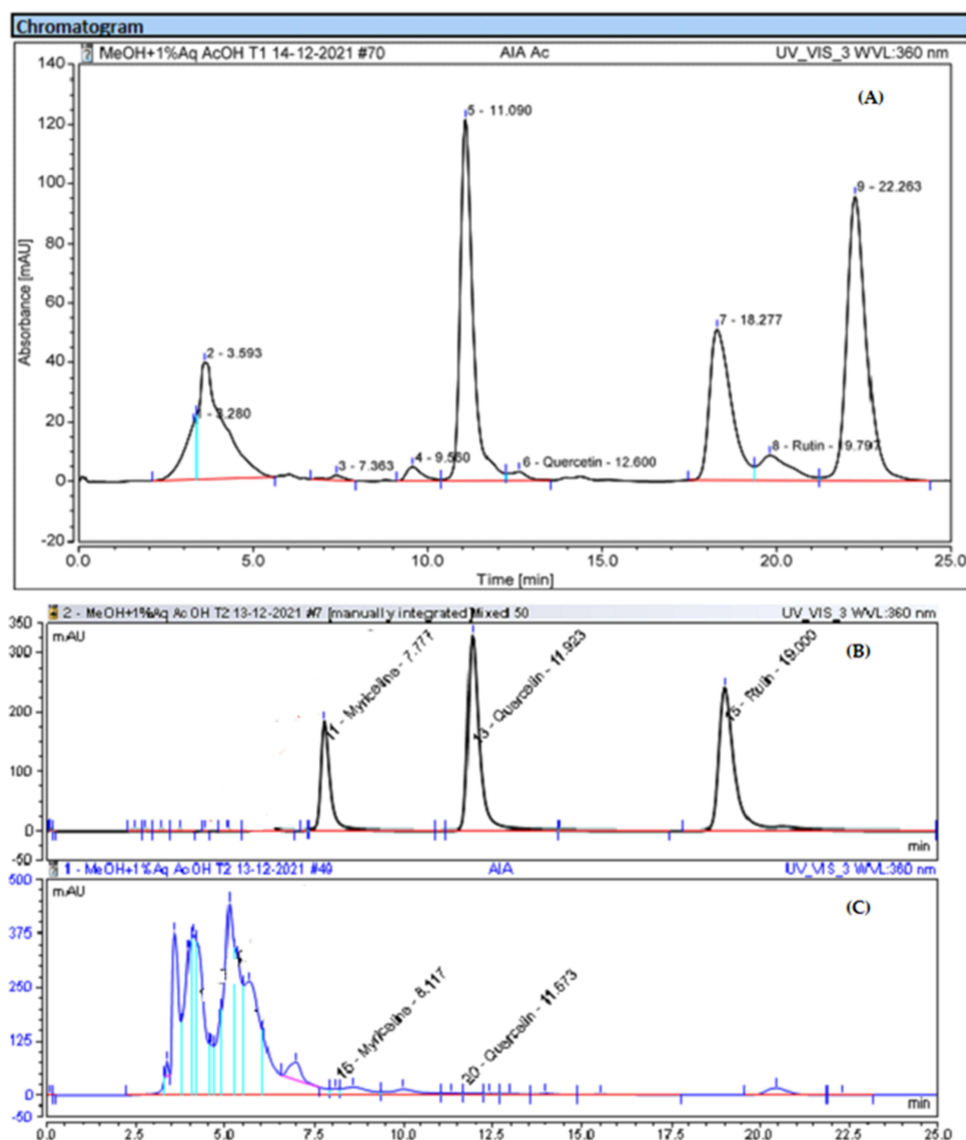 Chromatogram
MeOH+1%Aq AcOH T1 14-12-2021 #70 AIA Ac UV_VIS_3 WVL:360 nm
(A)
Absorbance [mAU]
140
120
100
80
60
40
20
0
-20
3.280
2 - 3.593
3 - 7.363
4 - 9.560
5 - 11.090
6 - Quercetin - 12.600
7 - 18.277
8 - Rutin - 19.797
9 - 22.263
0.0 5.0 10.0 15.0 20.0 25.0
Time [min]
2 - MeOH+1%Aq AcOH T2 13-12-2021 #7 [manually integrated] Mixed 50 UV_VIS_3 WVL:360 nm
(B)
mAU
350
300
200
100
0
-50
11 - Myricetine - 7.777
13 - Quercetin - 11.923
15 - Rutin - 19.000
min
1 - MeOH+1%Aq AcOH T2 13-12-2021 #49 AIA UV_VIS_3 WVL:360 nm
(C)
mAU
500
375
250
125
0
-50
16 - Myricetine - 8.117
20 - Quercetin - 11.673
min
0.0 2.5 5.0 7.5 10.0 12.5 15.0 17.5 20.0 22.5 25.0